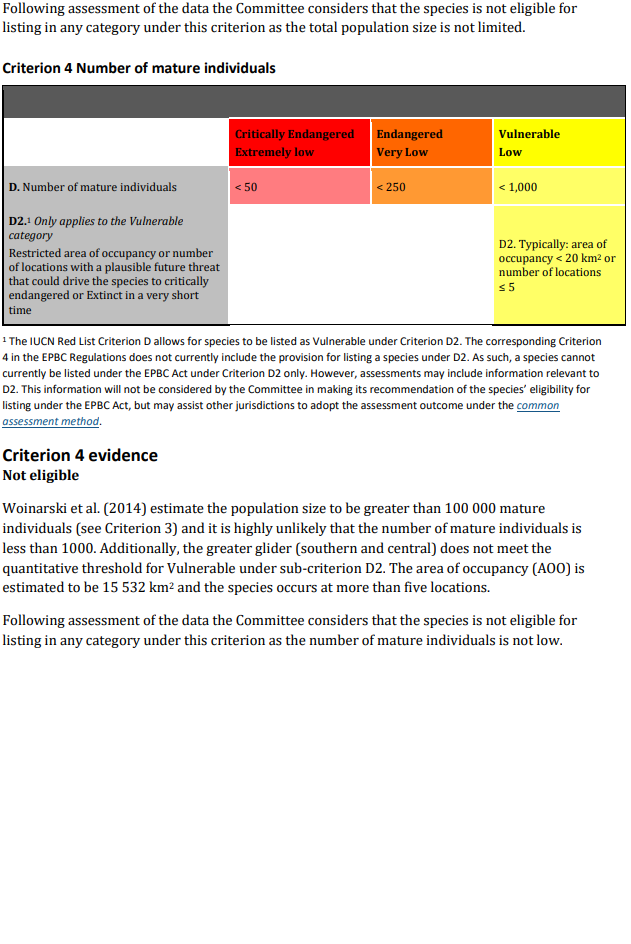 Following assessment of the data the Committee considers that the species is not eligible for
listing in any category under this criterion as the total population size is not limited.
Criterion 4 Number of mature individuals
Critically Endangered
Extremely low
Endangered
Very Low
Vulnerable
Low
D. Number of mature individuals
< 50
< 250
< 1,000
D2.¹ Only applies to the Vulnerable
category
Restricted area of occupancy or number
of locations with a plausible future threat
that could drive the species to critically
endangered or Extinct in a very short
time
D2. Typically: area of
occupancy < 20 km² or
number of locations
≤ 5
¹ The IUCN Red List Criterion D allows for species to be listed as Vulnerable under Criterion D2. The corresponding Criterion
4 in the EPBC Regulations does not currently include the provision for listing a species under D2. As such, a species cannot
currently be listed under the EPBC Act under Criterion D2 only. However, assessments may include information relevant to
D2. This information will not be considered by the Committee in making its recommendation of the species’ eligibility for
listing under the EPBC Act, but may assist other jurisdictions to adopt the assessment outcome under the common
assessment method.
Criterion 4 evidence
Not eligible
Woinarski et al. (2014) estimate the population size to be greater than 100 000 mature
individuals (see Criterion 3) and it is highly unlikely that the number of mature individuals is
less than 1000. Additionally, the greater glider (southern and central) does not meet the
quantitative threshold for Vulnerable under sub-criterion D2. The area of occupancy (AOO) is
estimated to be 15 532 km² and the species occurs at more than five locations.
Following assessment of the data the Committee considers that the species is not eligible for
listing in any category under this criterion as the number of mature individuals is not low.